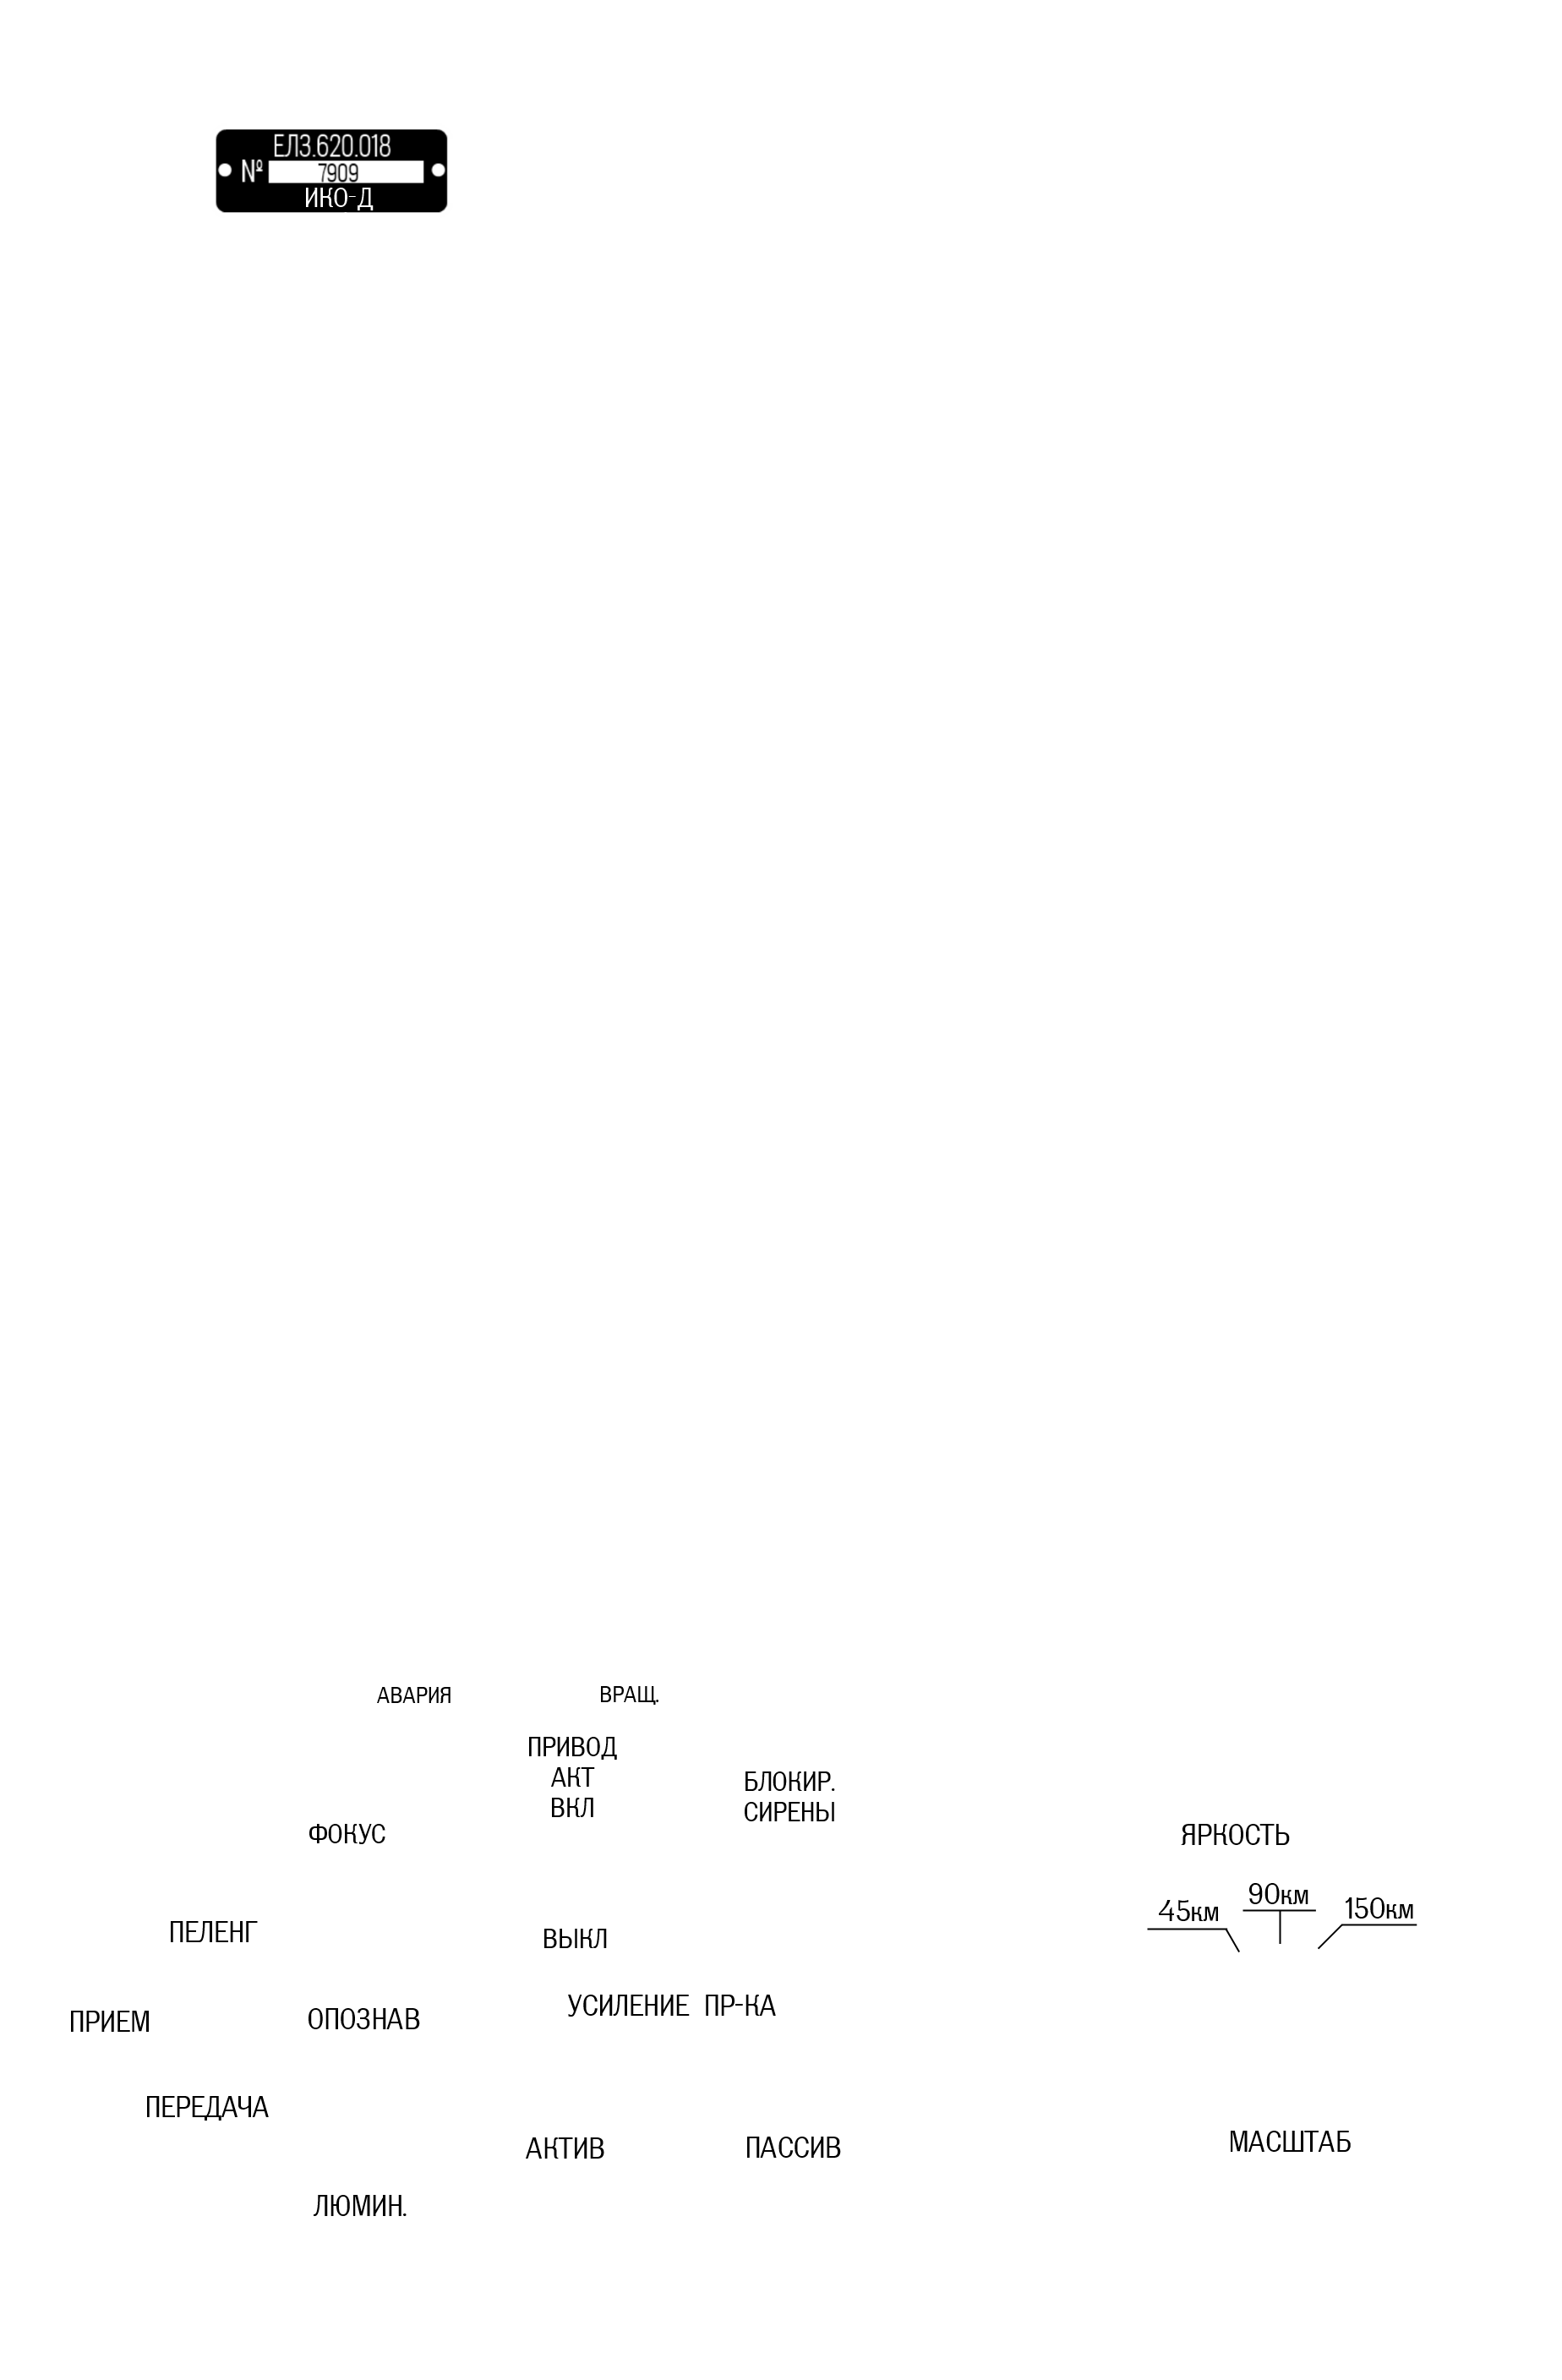 ЕЛ3.620.018
№ 7909
ИКО-Д
АВАРИЯ
ВРАЩ.
ПРИВОД
АКТ
ВКЛ
БЛОКИР.
СИРЕНЫ
ФОКУС
ЯРКОСТЬ
45км
90км
150км
ПЕЛЕНГ
ВЫКЛ
УСИЛЕНИЕ ПР-КА
ПРИЕМ
ОПОЗНАВ
ПЕРЕДАЧА
АКТИВ
ПАССИВ
МАСШТАБ
ЛЮМИН.